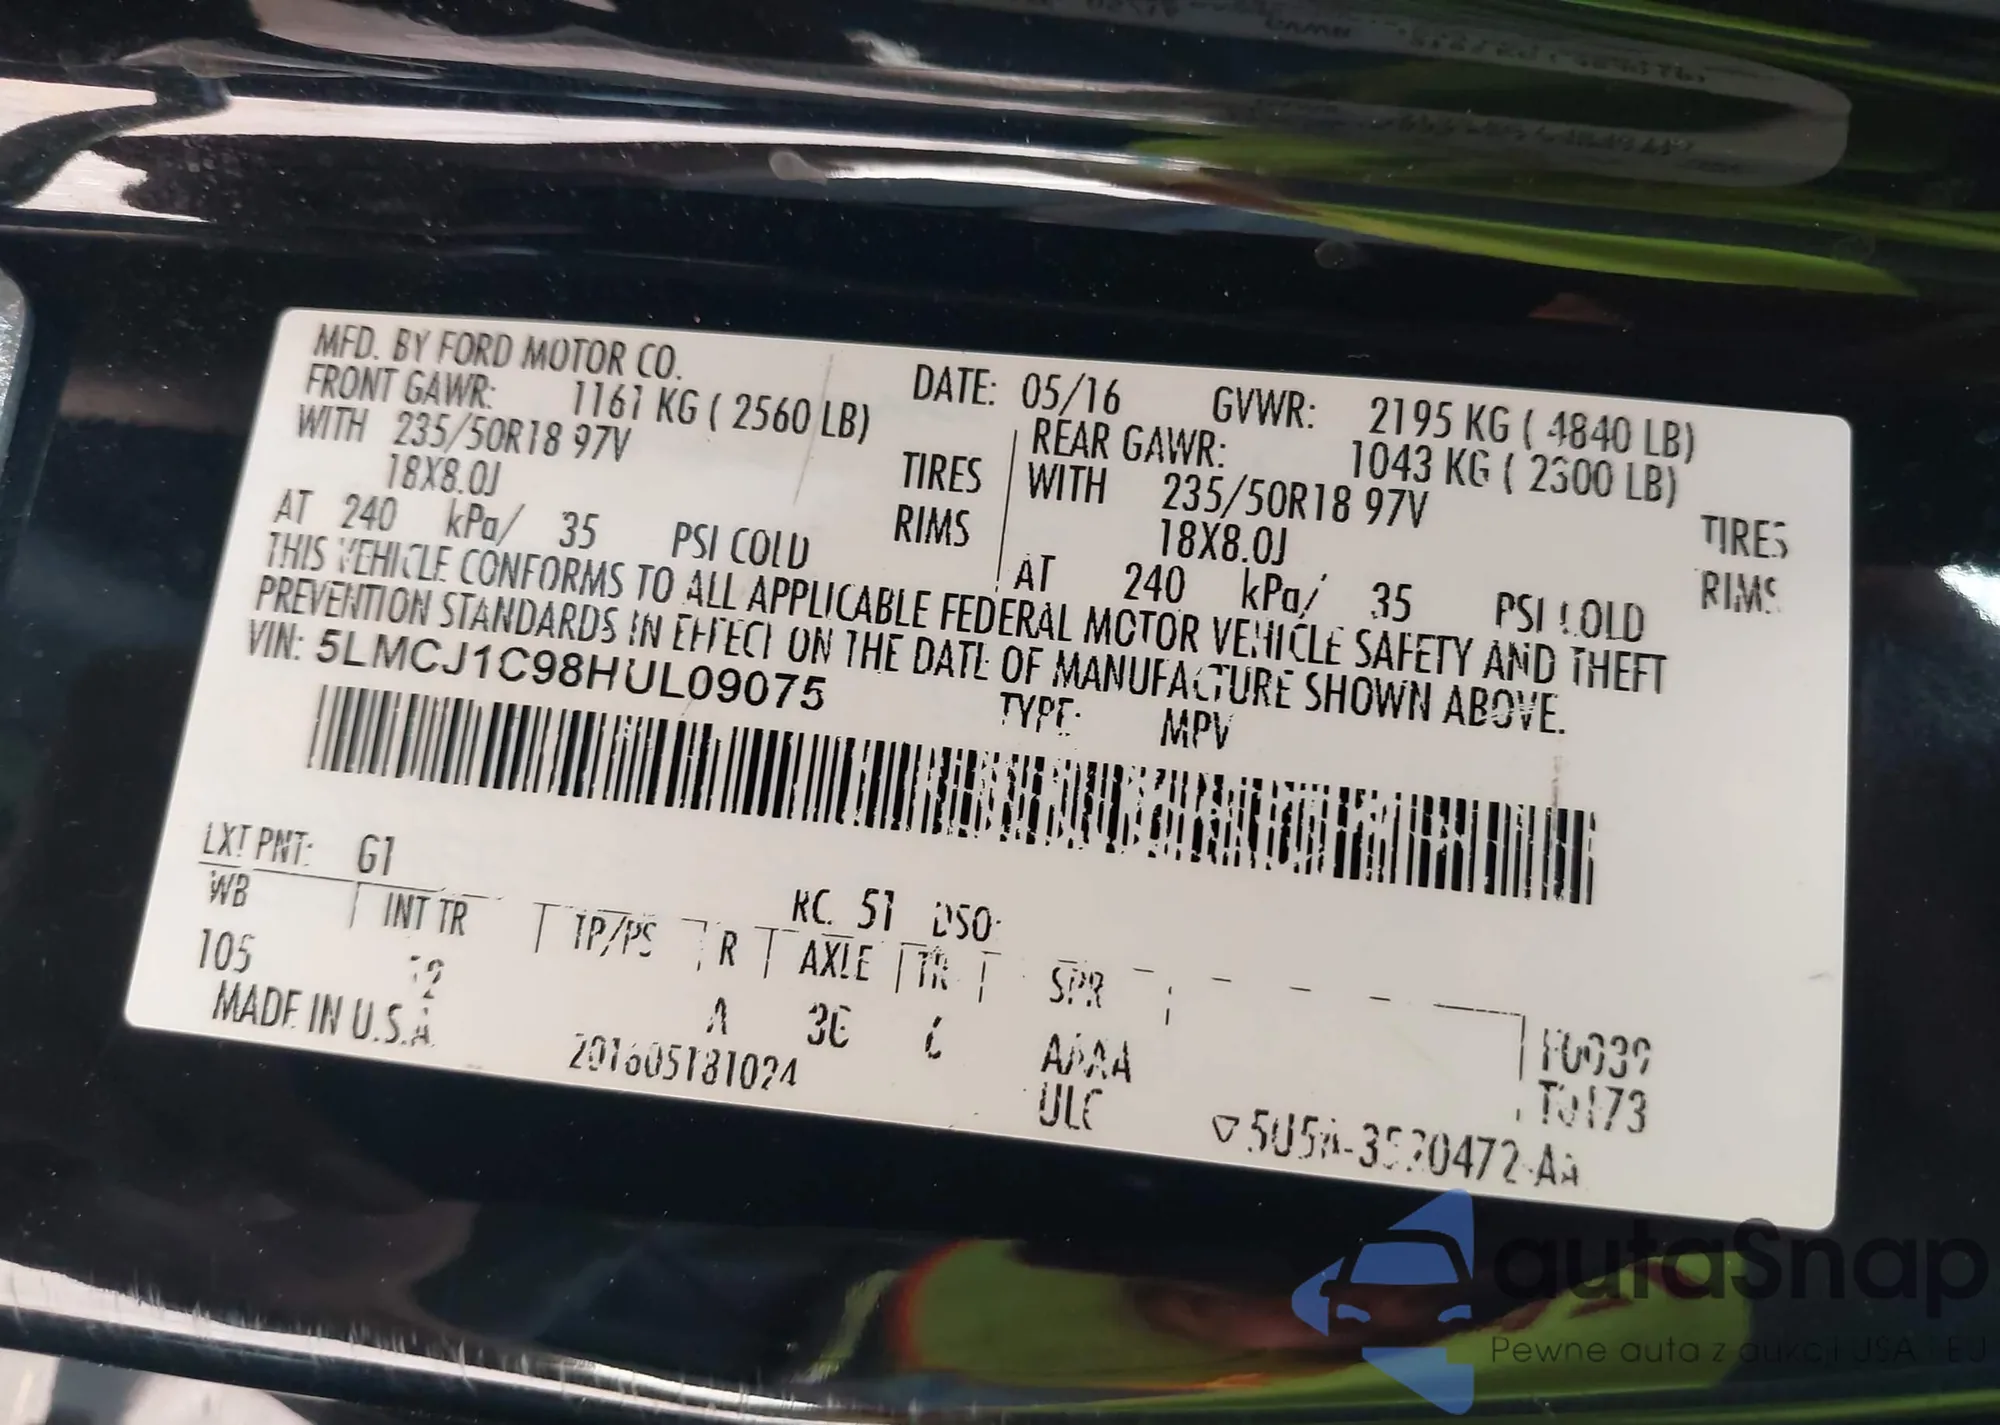 MFD. BY FORD MOTOR CO. DATE: 05/16 GVWR: 2195 KG ( 4840 LB)
FRONT GAWR: 1161 KG ( 2560 LB) REAR GAWR: 1043 KG ( 2300 LB)
WITH 235/50R18 97V TIRES WITH 235/50R18 97V TIRES
18X8.0J RIMS 18X8.0J RIMS
AT 240 kPa/ 35 PSI COLD AT 240 kPa/ 35 PSI COLD
THIS VEHICLE CONFORMS TO ALL APPLICABLE FEDERAL MOTOR VEHICLE SAFETY AND THEFT
PREVENTION STANDARDS IN EFFECT ON THE DATE OF MANUFACTURE SHOWN ABOVE.
VIN: 5LMCJ1C98HUL09075 TYPE: MPV
EXT PNT: G1 RC: 51 DSO:
WB INT TR TP/PS R AXLE TR SPR
105 A AAAA
MADE IN U.S.A. 201605181024 ULC
T0173
autaSnap
Pewne auta z aukcji USA i EU